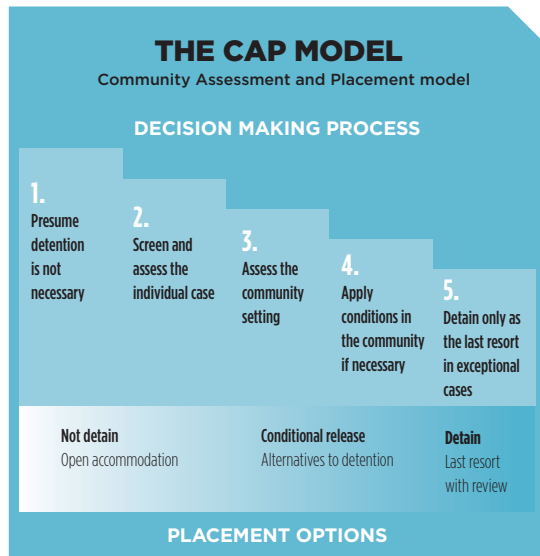 THE CAP MODEL
Community Assessment and Placement model
DECISION MAKING PROCESS
1.
Presume
detention
is not
necessary
2.
Screen and
assess the
individual case
3.
Assess the
community
setting
4.
Apply
conditions in
the community
if necessary
5.
Detain only as
the last resort
in exceptional
cases
Not detain
Open accommodation
Conditional release
Alternatives to detention
Detain
Last resort
with review
PLACEMENT OPTIONS